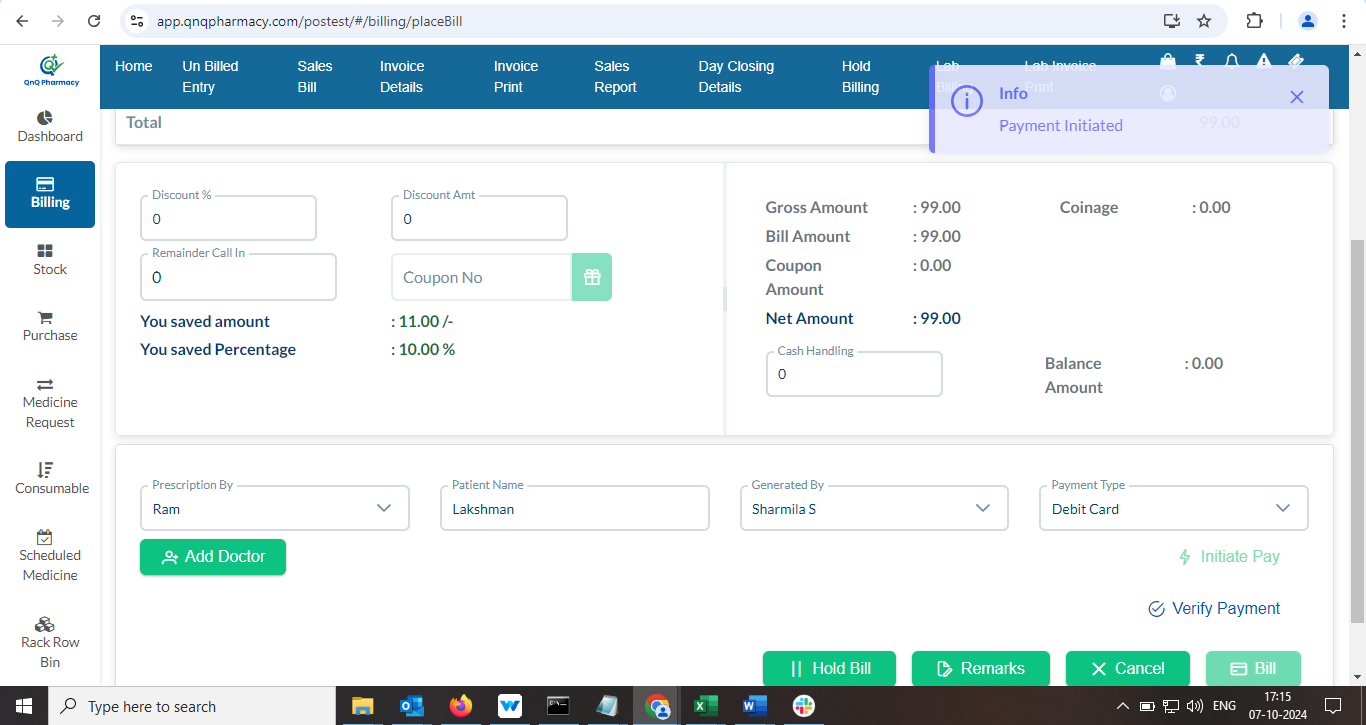 app.qnqpharmacy.com/postest/#/billing/placeBill
QnQ Pharmacy
Home
Un Billed
Entry
Sales
Bill
Invoice
Details
Invoice
Print
Sales
Report
Day Closing
Details
Hold
Billing
Lab
Billing
Lab Invoice
Print
Info
Payment Initiated
Dashboard
Billing
Stock
Purchase
Medicine
Request
Consumable
Scheduled
Medicine
Rack Row
Bin
Total
99.00
Discount %
0
Discount Amt
0
Remainder Call In
0
Coupon No
You saved amount : 11.00 /-
You saved Percentage : 10.00 %
Gross Amount : 99.00
Coinage : 0.00
Bill Amount : 99.00
Coupon : 0.00
Amount
Net Amount : 99.00
Cash Handling
0
Balance : 0.00
Amount
Prescription By
Ram
Patient Name
Lakshman
Generated By
Sharmila S
Payment Type
Debit Card
Add Doctor
Initiate Pay
Verify Payment
Hold Bill
Remarks
Cancel
Bill
Type here to search
ENG
17:15
07-10-2024